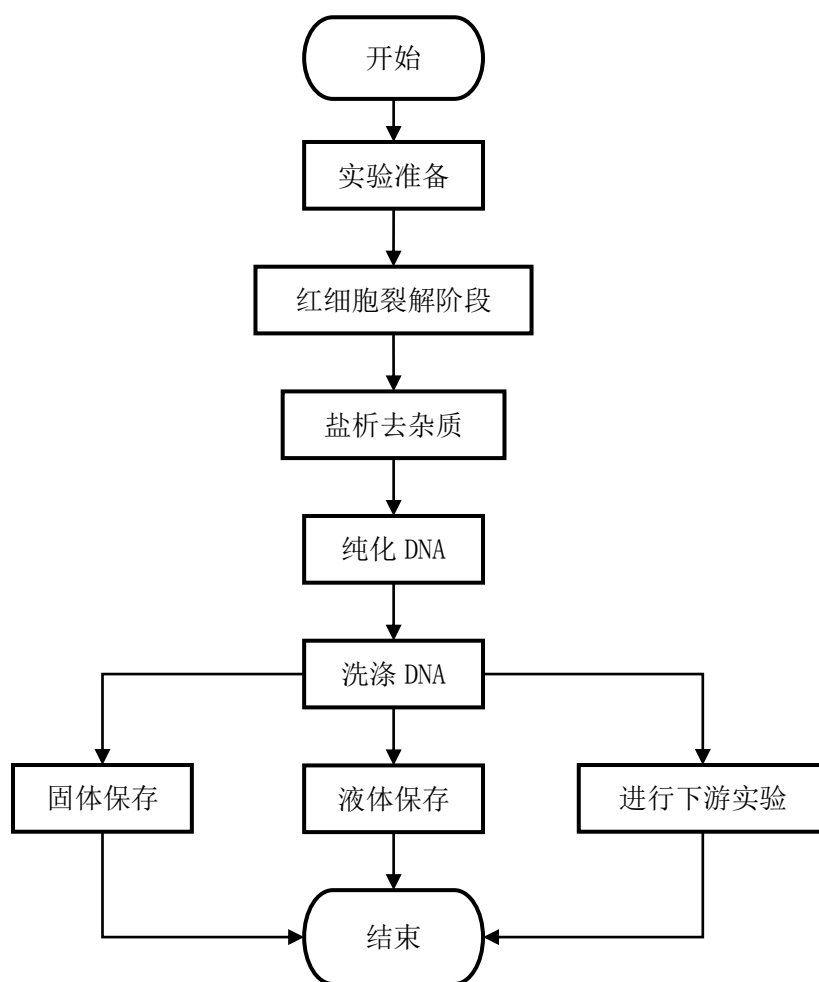 开始
实验准备
红细胞裂解阶段
盐析去杂质
纯化 DNA
洗涤 DNA
固体保存
液体保存
进行下游实验
结束